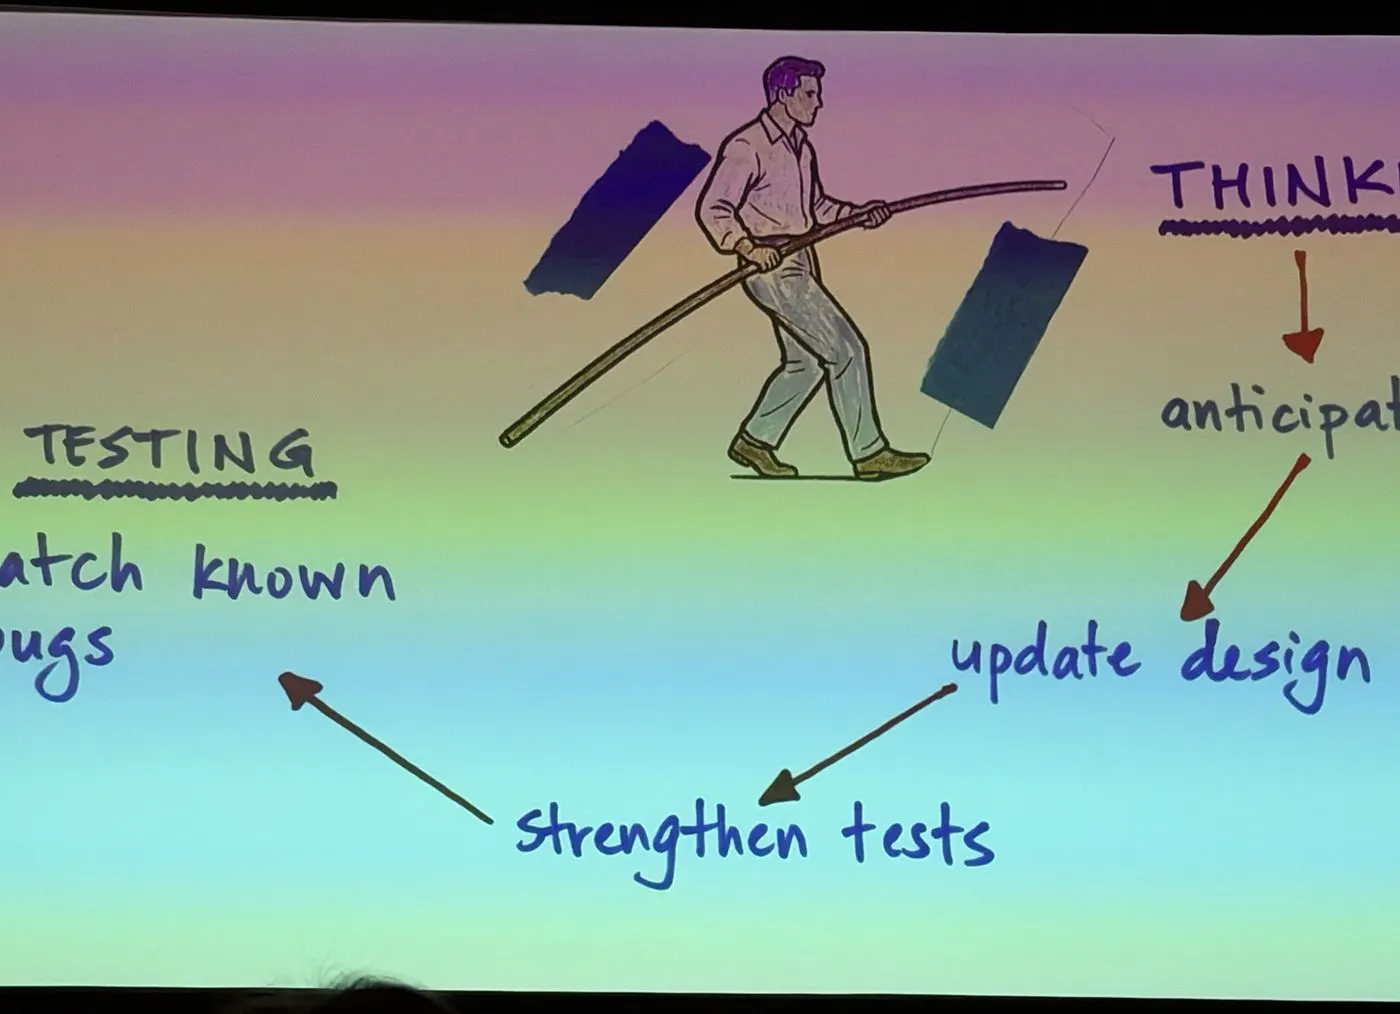 THINK
anticipat
TESTING
atch known
ugs
update design
strengthen tests